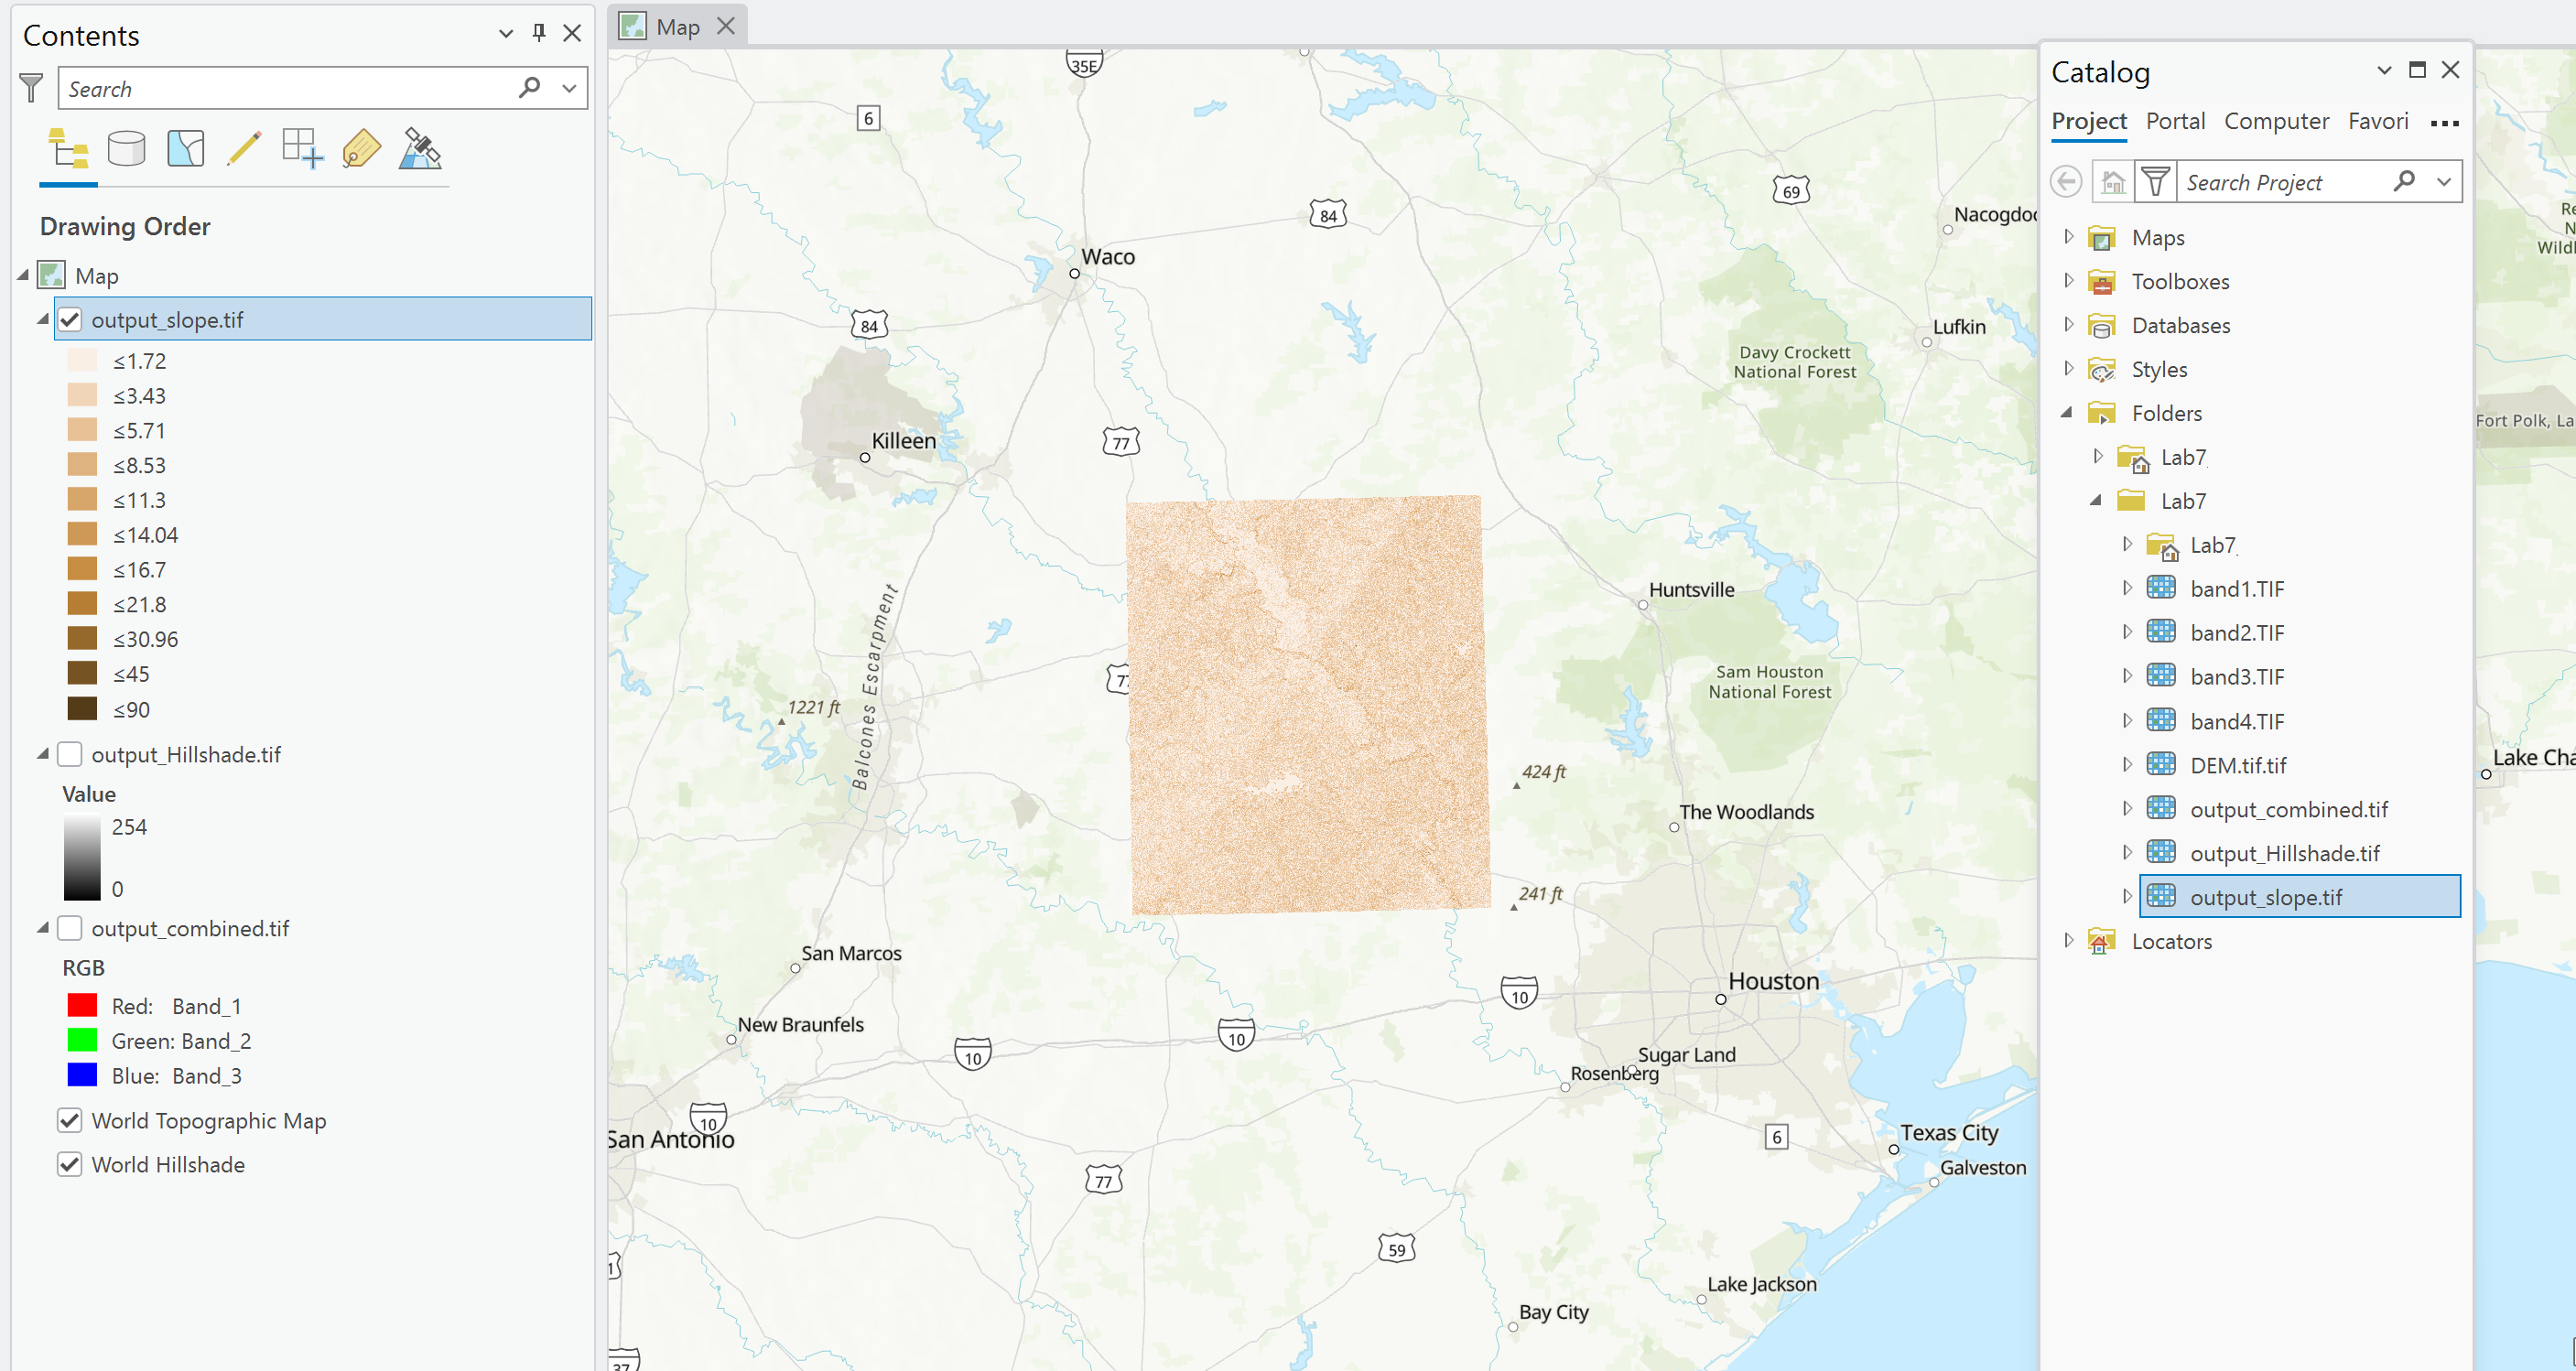 Contents
Search
Drawing Order
Map
output_slope.tif
≤1.72
≤3.43
≤5.71
≤8.53
≤11.3
≤14.04
≤16.7
≤21.8
≤30.96
≤45
≤90
output_Hillshade.tif
Value
254
0
output_combined.tif
RGB
Red: Band_1
Green: Band_2
Blue: Band_3
World Topographic Map
World Hillshade
Map
35E
6
69
84
Nacogdoc
Waco
84
Lufkin
Davy Crockett
National Forest
Killeen
77
Huntsville
Balcones Escarpment
77
Sam Houston
National Forest
1221 ft
424 ft
The Woodlands
241 ft
San Marcos
Houston
10
New Braunfels
10
10
Sugar Land
Rosenberg
10
San Antonio
6
Texas City
Galveston
77
59
1
Lake Jackson
Bay City
37
Catalog
Project Portal Computer Favori
Search Project
Maps
Toolboxes
Databases
Styles
Folders
Lab7
Lab7
Lab7
band1.TIF
band2.TIF
band3.TIF
band4.TIF
DEM.tif.tif
output_combined.tif
output_Hillshade.tif
output_slope.tif
Locators
Re
N
Wildl
Fort Polk, La
Lake Cha